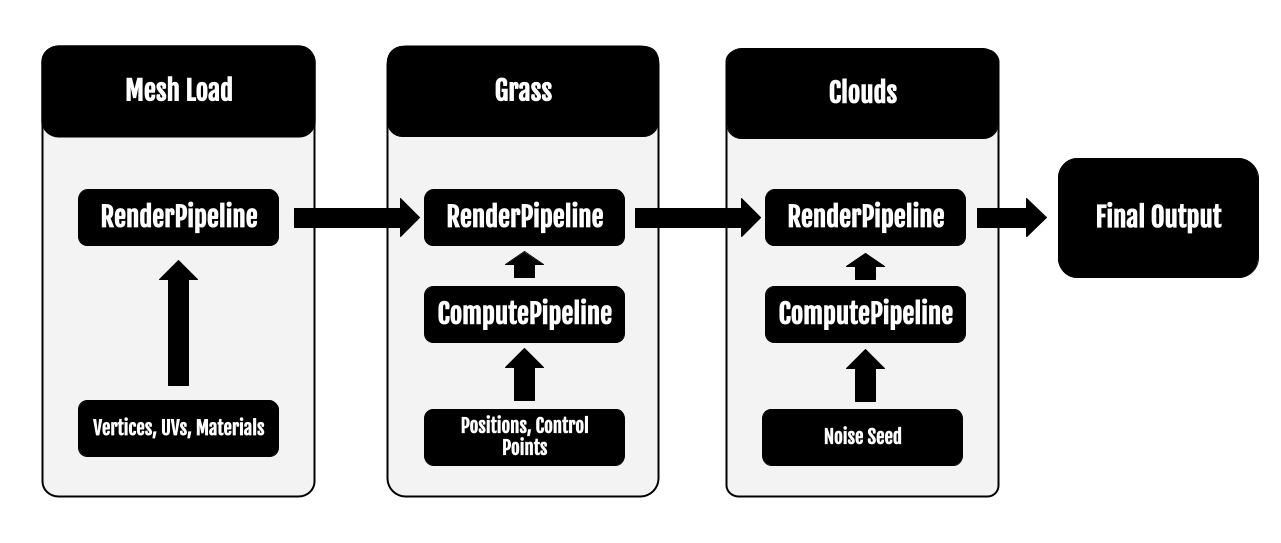 Mesh Load
RenderPipeline
Vertices, UVs, Materials
Grass
RenderPipeline
ComputePipeline
Positions, Control
Points
Clouds
RenderPipeline
ComputePipeline
Noise Seed
Final Output